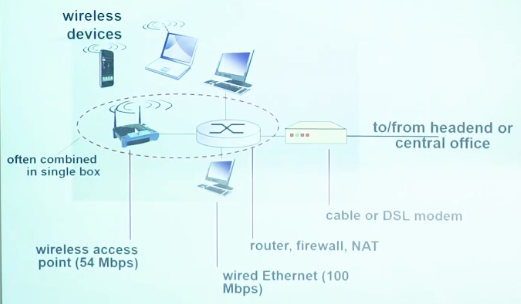 wireless
devices
to/from headend or
central office
often combined
in single box
cable or DSL modem
wireless access
point (54 Mbps)
router, firewall, NAT
wired Ethernet (100
Mbps)